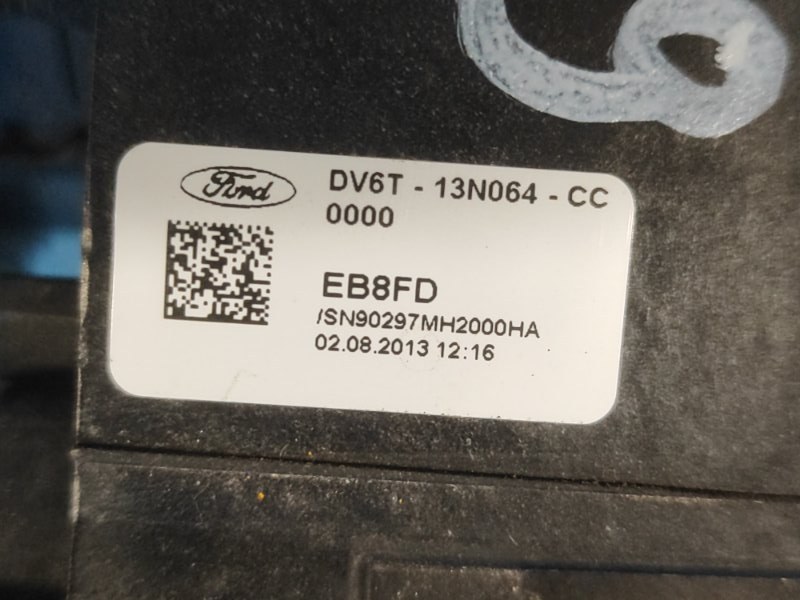 Ford
DV6T - 13N064 - CC
0000
EB8FD
/SN90297MH2000HA
02.08.2013 12:16